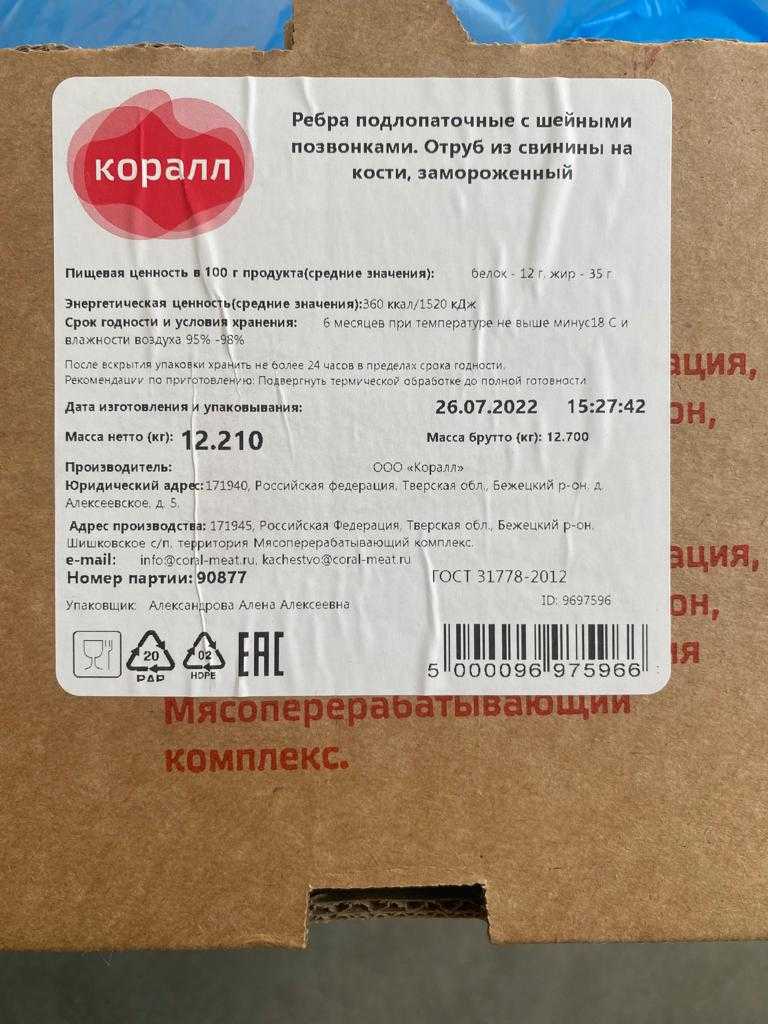 коралл
Ребра подлопаточные с шейными
позвонками. Отруб из свинины на
кости, замороженный
Пищевая ценность в 100 г продукта(средние значения): белок - 12 г, жир - 35 г
Энергетическая ценность(средние значения):360 ккал/1520 кДж
Срок годности и условия хранения: 6 месяцев при температуре не выше минус18 С и
влажности воздуха 95% -98%
После вскрытия упаковки хранить не более 24 часов в пределах срока годности.
Рекомендации по приготовлению: Подвергнуть термической обработке до полной готовности
Дата изготовления и упаковывания: 26.07.2022 15:27:42
Масса нетто (кг): 12.210 Масса брутто (кг): 12.700
Производитель: ООО «Коралл»
Юридический адрес:171940, Российская федерация, Тверская обл., Бежецкий р-он. д.
Алексеевское, д. 5.
Адрес производства: 171945, Российская Федерация, Тверская обл., Бежецкий р-он.
Шишковское с/п, территория Мясоперерабатывающий комплекс.
e-mail: info@coral-meat.ru, kachestvo@coral-meat.ru
Номер партии: 90877 ГОСТ 31778-2012
Упаковщик: Александрова Алена Алексеевна ID: 9697596
20 PAP 02 HDPE EAC
5 000096 975966
ация,
он,
ация,
он,
ия
Мясоперерабатывающий
комплекс.